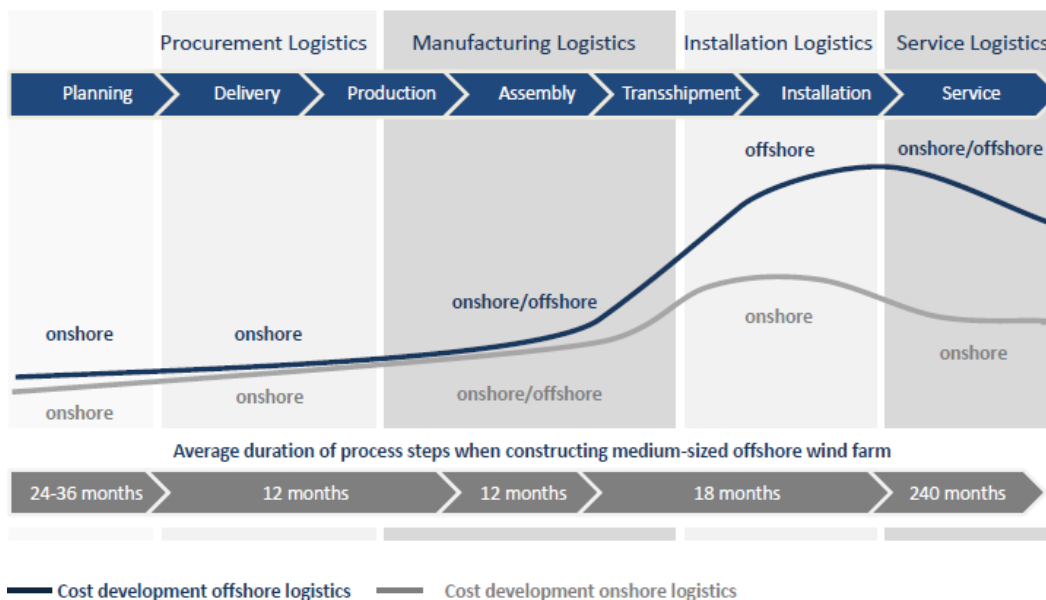 Procurement Logistics Manufacturing Logistics Installation Logistics Service Logistics
Planning Delivery Production Assembly Transshipment Installation Service
offshore onshore/offshore
onshore/offshore
onshore onshore
onshore
onshore
onshore onshore onshore/offshore
Average duration of process steps when constructing medium-sized offshore wind farm
24-36 months 12 months 12 months 18 months 240 months
Cost development offshore logistics Cost development onshore logistics